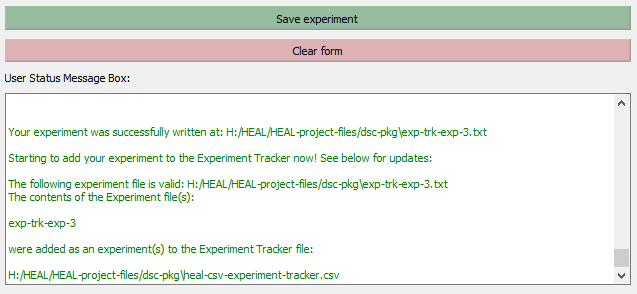 Save experiment
Clear form
User Status Message Box:
Your experiment was successfully written at: H:/HEAL/HEAL-project-files/dsc-pkg\exp-trk-exp-3.txt
Starting to add your experiment to the Experiment Tracker now! See below for updates:
The following experiment file is valid: H:/HEAL/HEAL-project-files/dsc-pkg\exp-trk-exp-3.txt
The contents of the Experiment file(s):
exp-trk-exp-3
were added as an experiment(s) to the Experiment Tracker file:
H:/HEAL/HEAL-project-files/dsc-pkg\heal-csv-experiment-tracker.csv